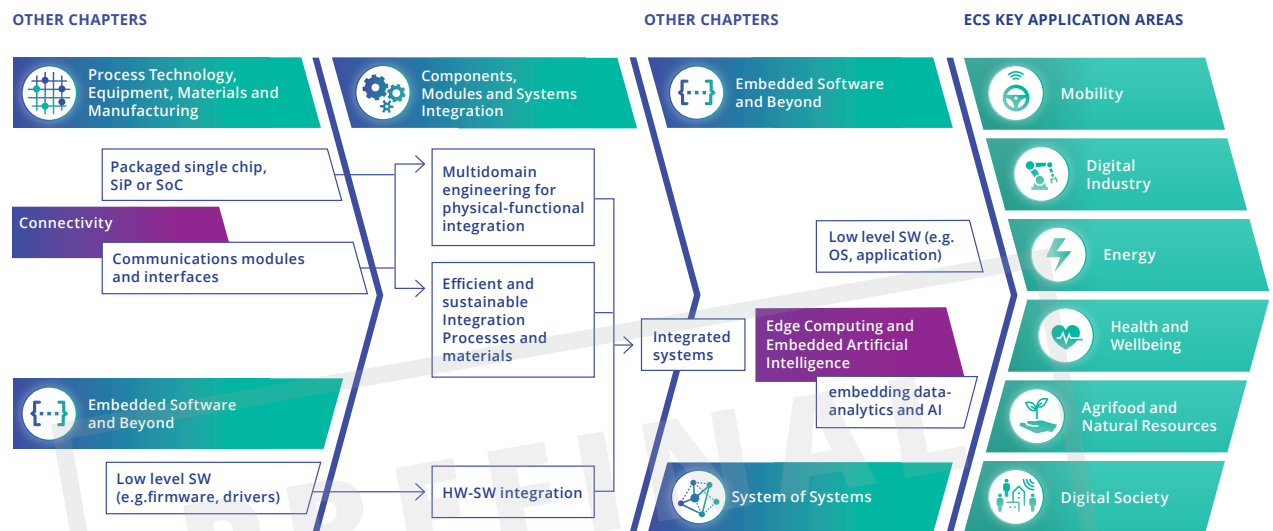 OTHER CHAPTERS
OTHER CHAPTERS
ECS KEY APPLICATION AREAS
Process Technology,
Equipment, Materials and
Manufacturing
Components,
Modules and Systems
Integration
Embedded Software
and Beyond
Mobility
Packaged single chip,
SiP or SoC
Connectivity
Communications modules
and interfaces
Multidomain
engineering for
physical-functional
integration
Efficient and
sustainable
Integration
Processes and
materials
Integrated
systems
Low level SW (e.g.
OS, application)
Edge Computing and
Embedded Artificial
Intelligence
embedding data-
analytics and AI
Digital
Industry
Energy
Health and
Wellbeing
Agrifood and
Natural Resources
Embedded Software
and Beyond
Low level SW
(e.g.firmware, drivers)
HW-SW integration
System of Systems
Digital Society
PREFINAL